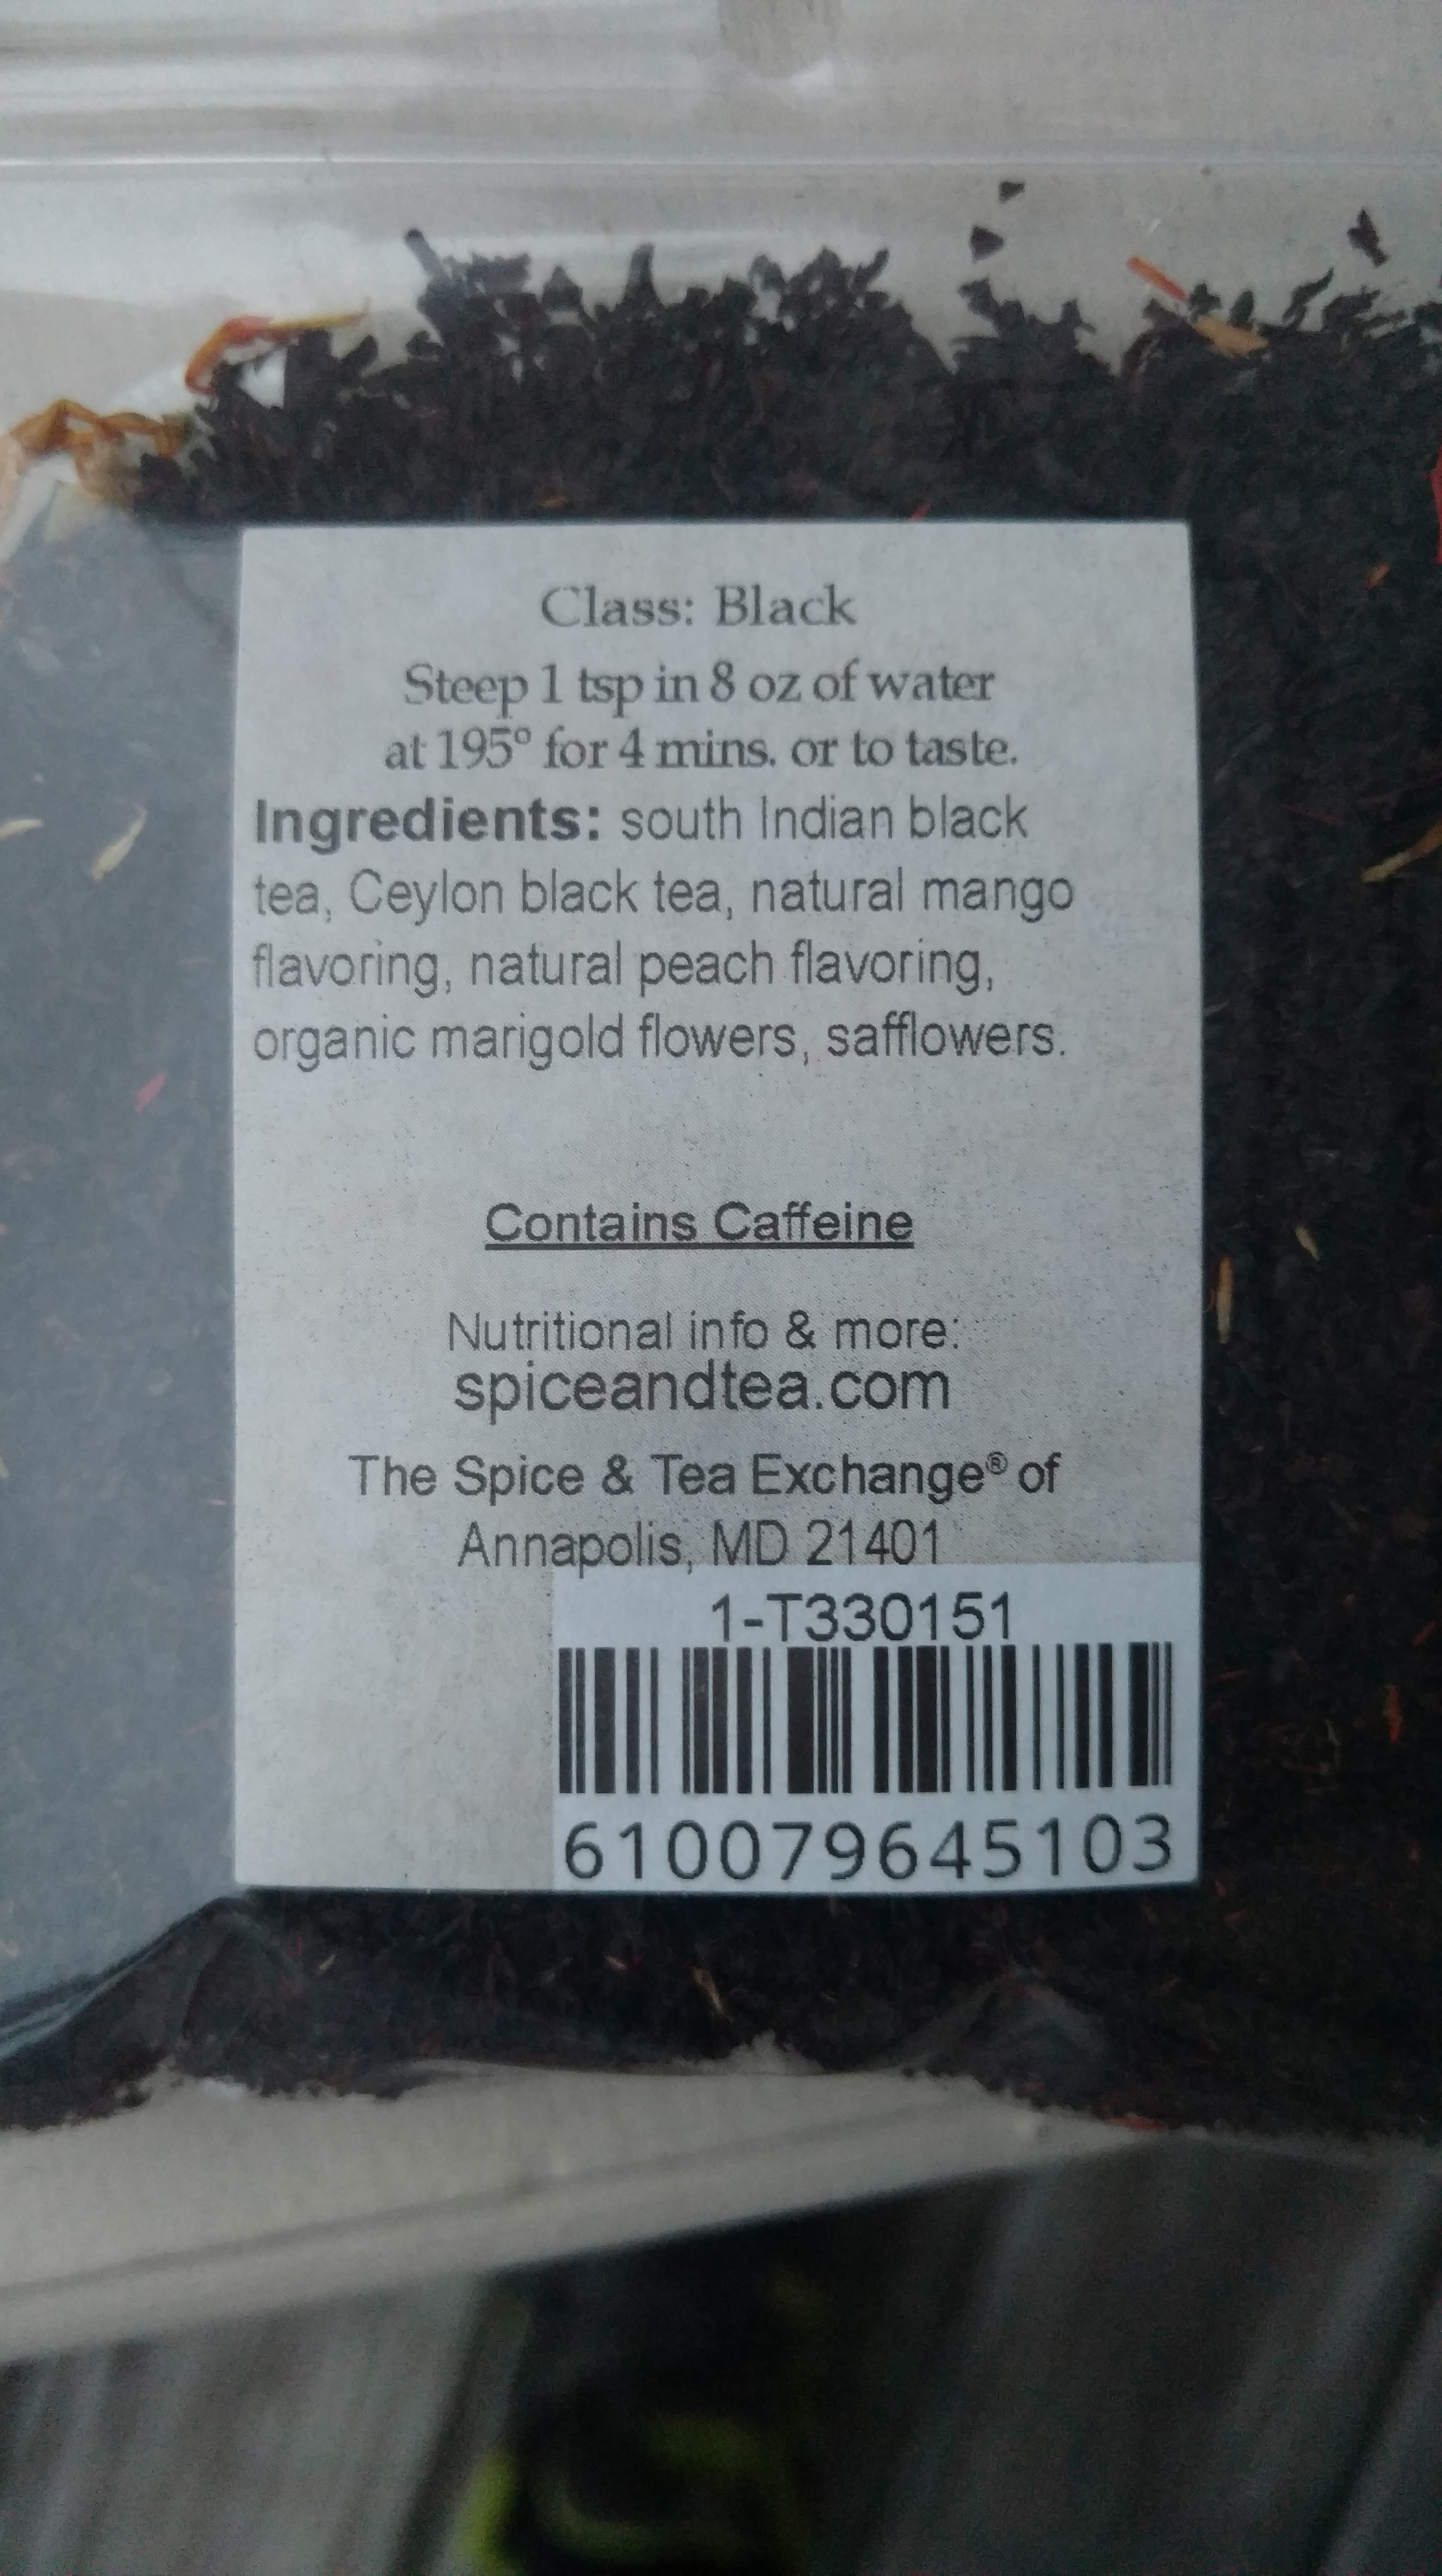 Class: Black
Steep 1 tsp in 8 oz of water
at 195° for 4 mins. or to taste.
Ingredients: south Indian black
tea, Ceylon black tea, natural mango
flavoring, natural peach flavoring,
organic marigold flowers, safflowers.
Contains Caffeine
Nutritional info & more:
spiceandtea.com
The Spice & Tea Exchange® of
Annapolis, MD 21401
1-T330151
610079645103